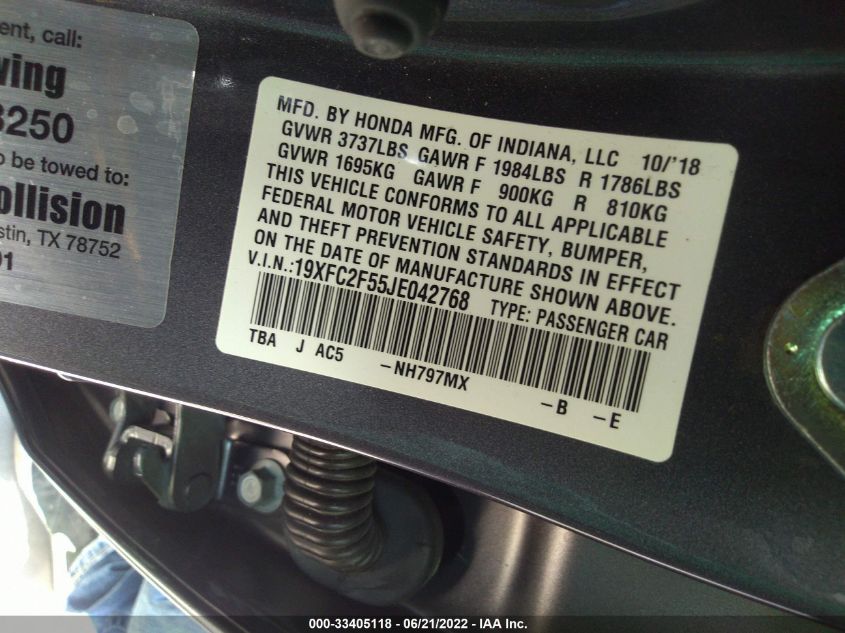 ent, call:
wing
8250
o be towed to:
ollision
stin, TX 78752
01
MFD. BY HONDA MFG. OF INDIANA, LLC 10/'18
GVWR 3737LBS GAWR F 1984LBS R 1786LBS
GVWR 1695KG GAWR F 900KG R 810KG
THIS VEHICLE CONFORMS TO ALL APPLICABLE
FEDERAL MOTOR VEHICLE SAFETY, BUMPER,
AND THEFT PREVENTION STANDARDS IN EFFECT
ON THE DATE OF MANUFACTURE SHOWN ABOVE.
V.I.N.:19XFC2F55JE042768 TYPE: PASSENGER CAR
TBA J AC5 -NH797MX -B -E
000-33405118 - 06/21/2022 - IAA Inc.